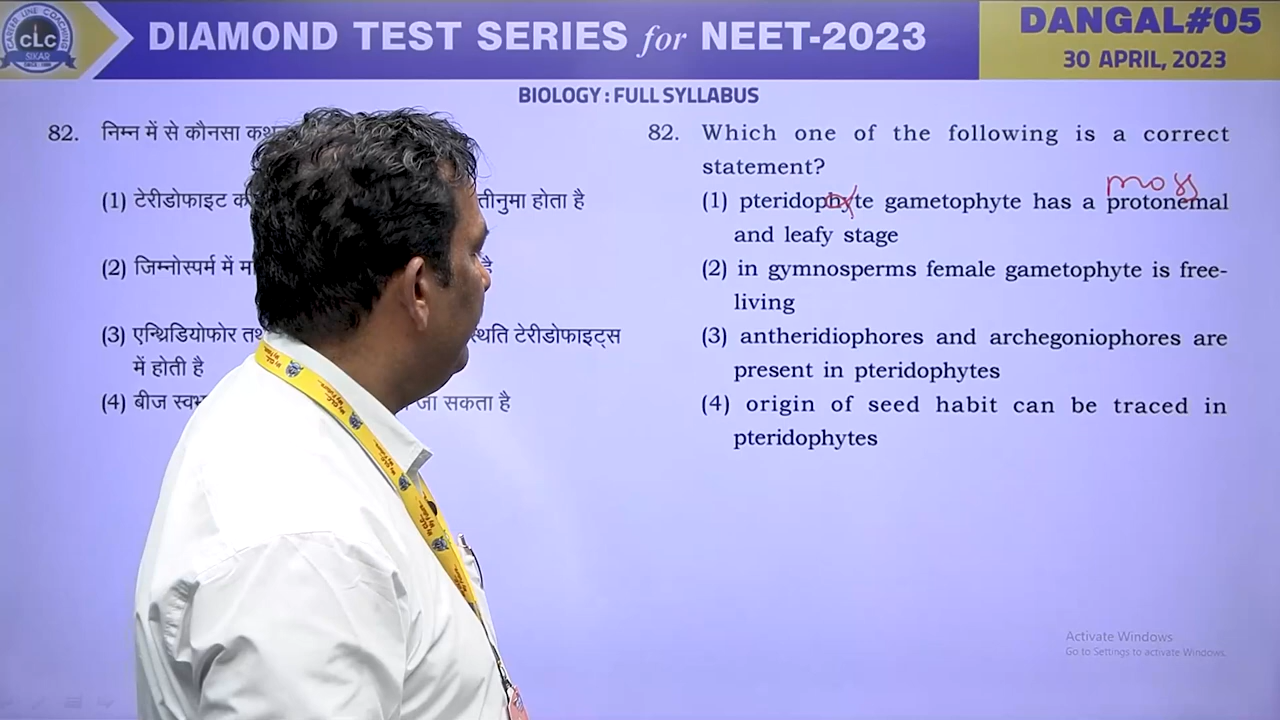 CAREER LINE COACHING
CLC
SIKAR
SINCE : 1996
DIAMOND TEST SERIES for NEET-2023
DANGAL#05
30 APRIL, 2023
BIOLOGY : FULL SYLLABUS
82. निम्न में से कौनसा
(1) टेरीडोफाइट होता है
(2) जिम्नोस्पर्म में है
(3) एन्थ्रिडियोफोर टेरीडोफाइट्स
में होती है
(4) बीज जा सकता है
82. Which one of the following is a correct
statement?
moss
(1) pteridophyte gametophyte has a protonemal
and leafy stage
(2) in gymnosperms female gametophyte is free-
living
(3) antheridiophores and archegoniophores are
present in pteridophytes
(4) origin of seed habit can be traced in
pteridophytes
Activate Windows
Go to Settings to activate Windows.